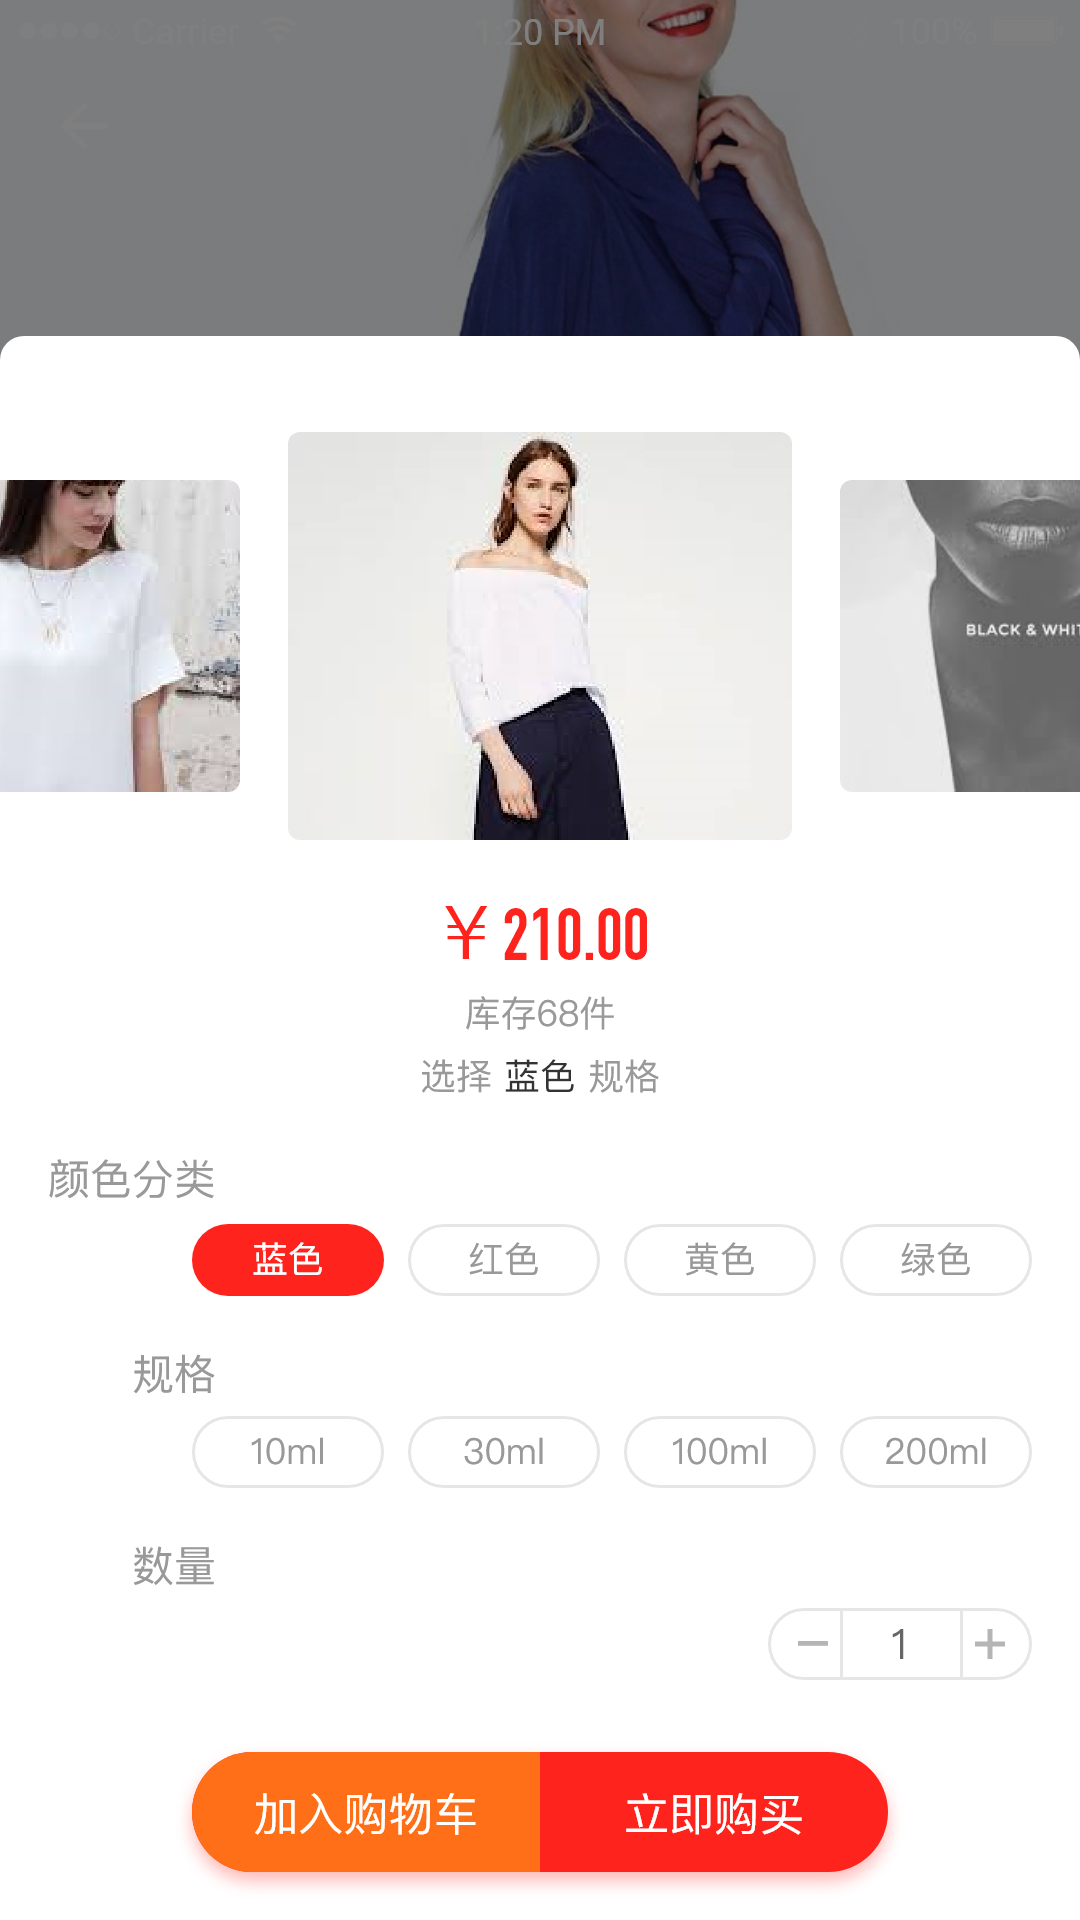 Carrier 1:20 PM 100%
BLACK & WHIT
￥210.00
库存68件
选择 蓝色 规格
颜色分类
蓝色 红色 黄色 绿色
规格
10ml 30ml 100ml 200ml
数量
1
加入购物车 立即购买